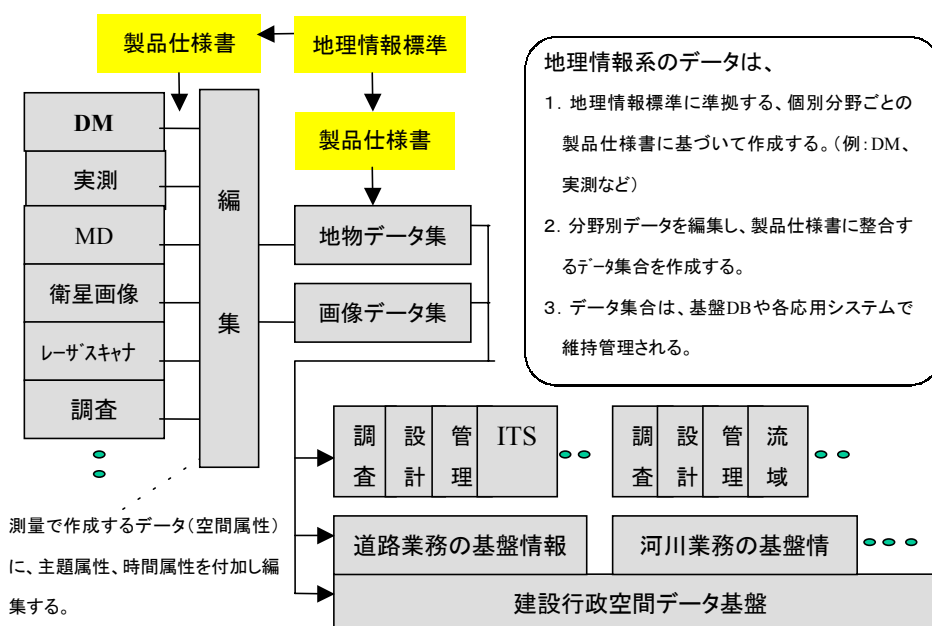 製品仕様書
地理情報標準
製品仕様書
DM
実測
MD
衛星画像
レーザスキャナ
調査
編
集
地物データ集
画像データ集
地理情報系のデータは、
1. 地理情報標準に準拠する、個別分野ごとの
製品仕様書に基づいて作成する。(例:DM、
実測など)
2. 分野別データを編集し、製品仕様書に整合す
るデータ集合を作成する。
3. データ集合は、基盤DBや各応用システムで
維持管理される。
調査
設計
管理
ITS
調査
設計
管理
流域
道路業務の基盤情報
河川業務の基盤情
建設行政空間データ基盤
測量で作成するデータ(空間属性)
に、主題属性、時間属性を付加し編
集する。